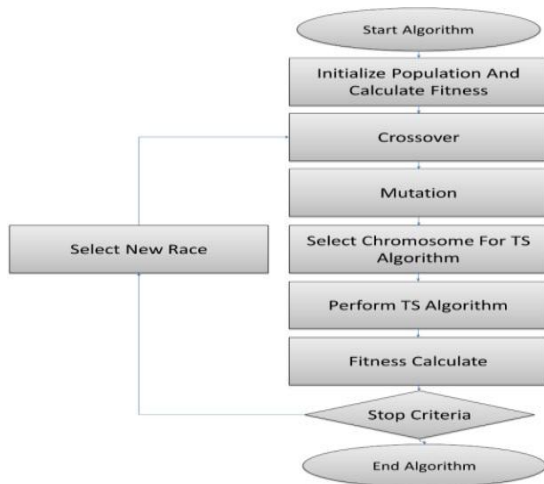 Start Algorithm
Initialize Population And
Calculate Fitness
Crossover
Mutation
Select New Race
Select Chromosome For TS
Algorithm
Perform TS Algorithm
Fitness Calculate
Stop Criteria
End Algorithm